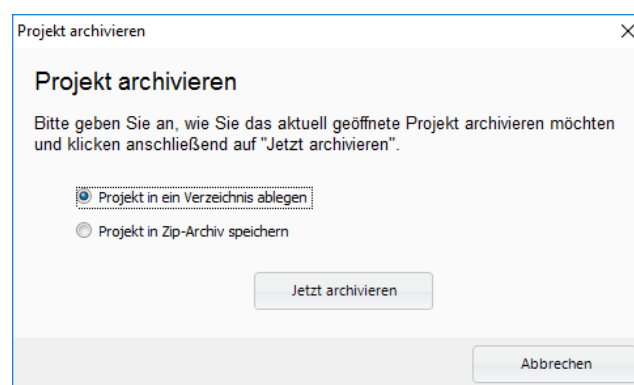 Projekt archivieren
Projekt archivieren
Bitte geben Sie an, wie Sie das aktuell geöffnete Projekt archivieren möchten
und klicken anschließend auf "Jetzt archivieren".
Projekt in ein Verzeichnis ablegen
Projekt in Zip-Archiv speichern
Jetzt archivieren
Abbrechen